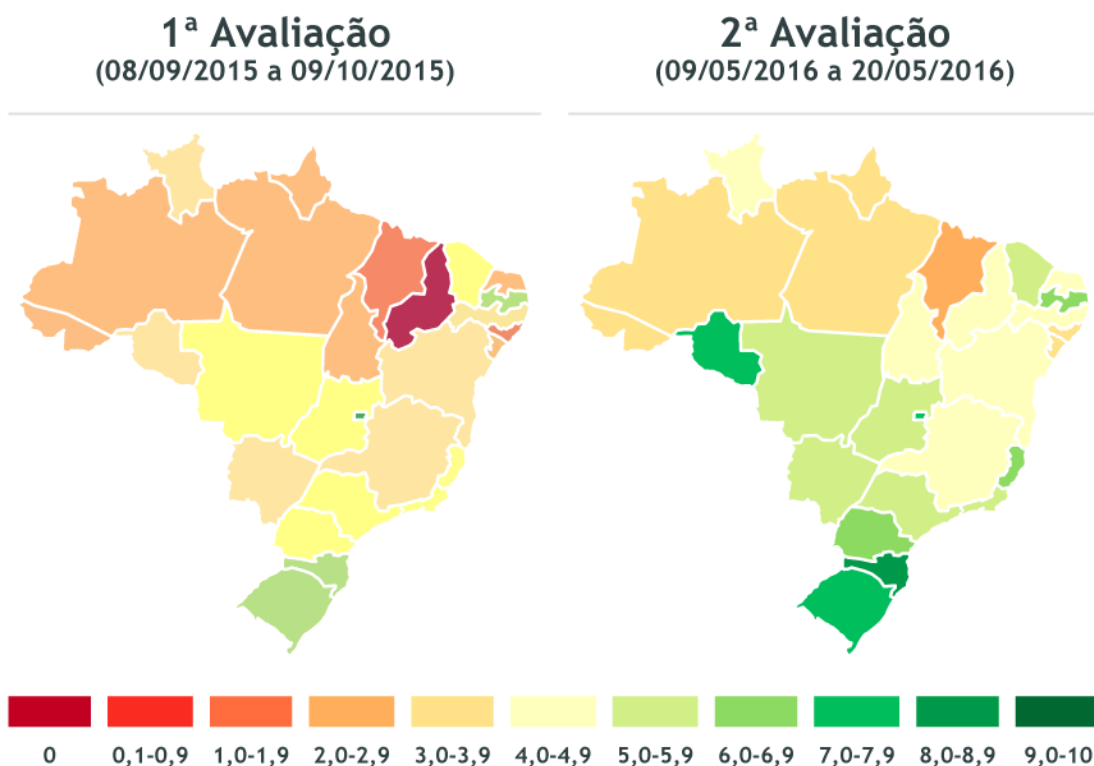 1ª Avaliação
(08/09/2015 a 09/10/2015)
2ª Avaliação
(09/05/2016 a 20/05/2016)
0
0,1-0,9
1,0-1,9
2,0-2,9
3,0-3,9
4,0-4,9
5,0-5,9
6,0-6,9
7,0-7,9
8,0-8,9
9,0-10